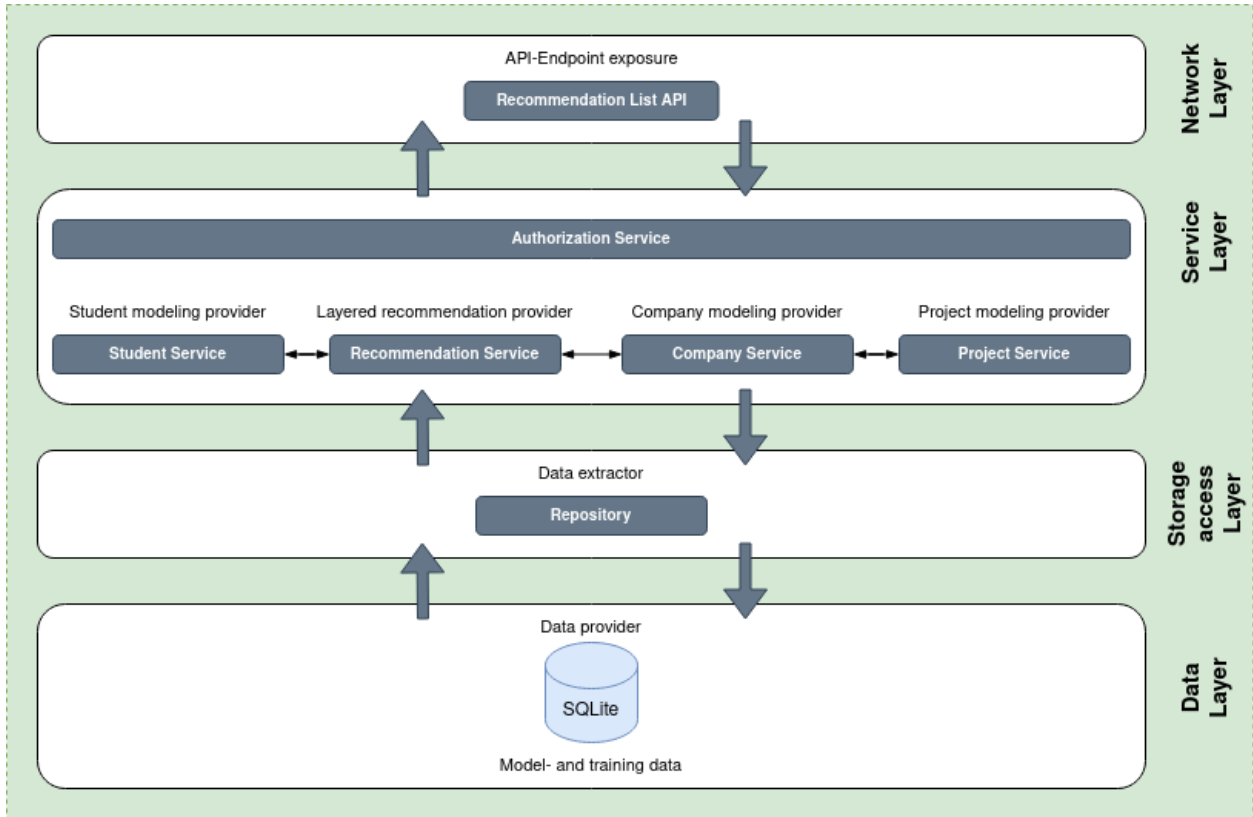 API-Endpoint exposure
Recommendation List API
Network
Layer
Authorization Service
Service
Layer
Student modeling provider
Layered recommendation provider
Company modeling provider
Project modeling provider
Student Service
Recommendation Service
Company Service
Project Service
Data extractor
Repository
Storage
access
Layer
Data provider
SQLite
Model- and training data
Data
Layer